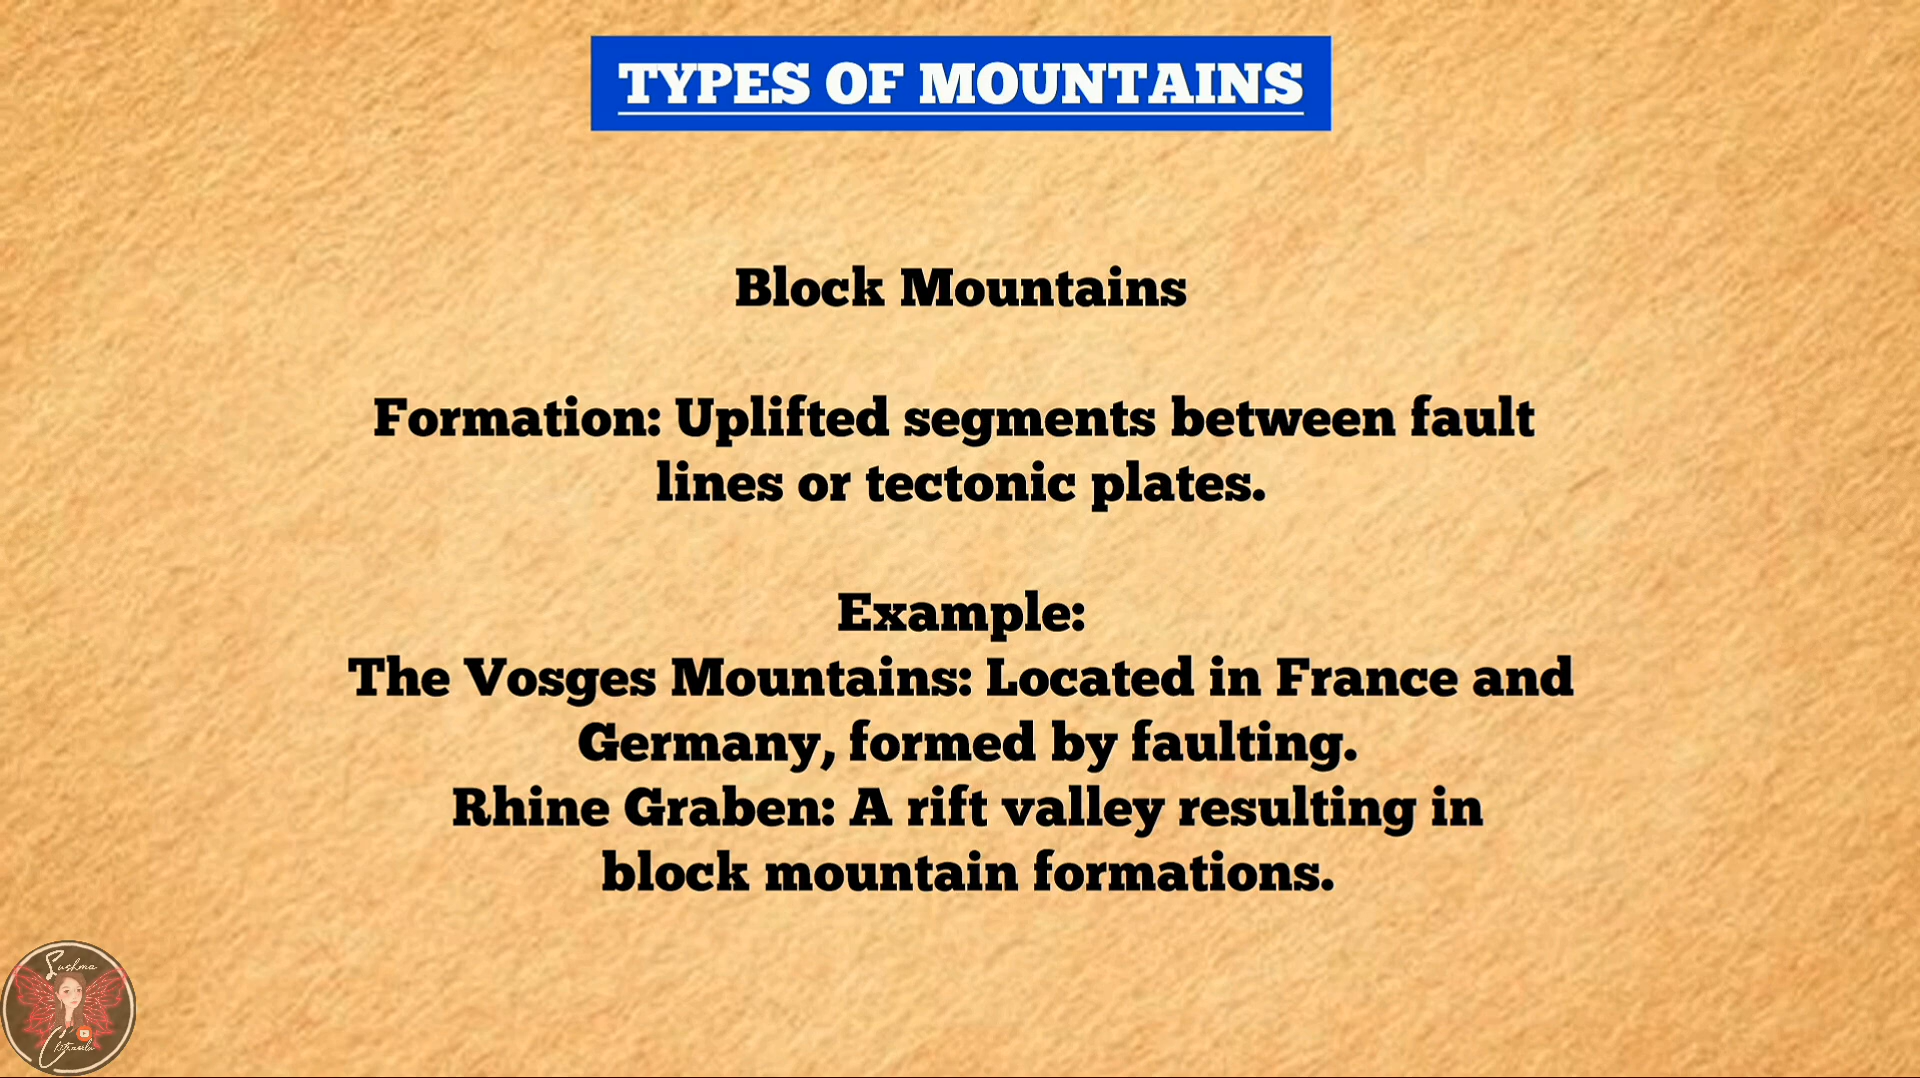 TYPES OF MOUNTAINS
Block Mountains
Formation: Uplifted segments between fault
lines or tectonic plates.
Example:
The Vosges Mountains: Located in France and
Germany, formed by faulting.
Rhine Graben: A rift valley resulting in
block mountain formations.
Sushma